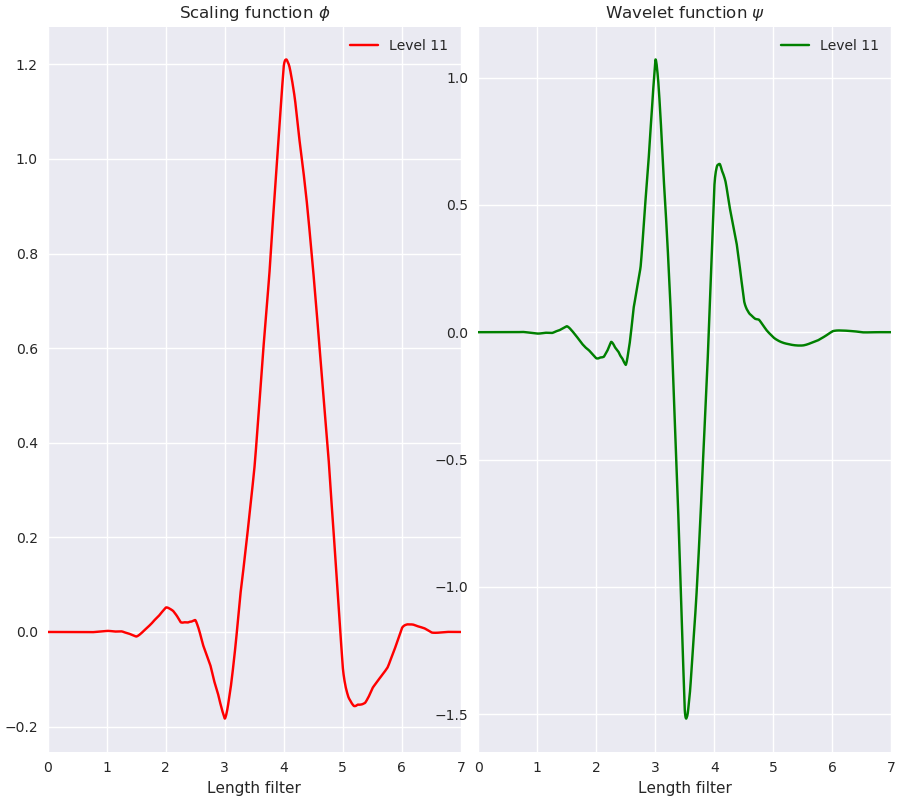 Scaling function ϕ
Level 11
1.2
1.0
0.8
0.6
0.4
0.2
0.0
−0.2
0 1 2 3 4 5 6 7
Length filter
Wavelet function ψ
Level 11
1.0
0.5
0.0
−0.5
−1.0
−1.5
0 1 2 3 4 5 6 7
Length filter